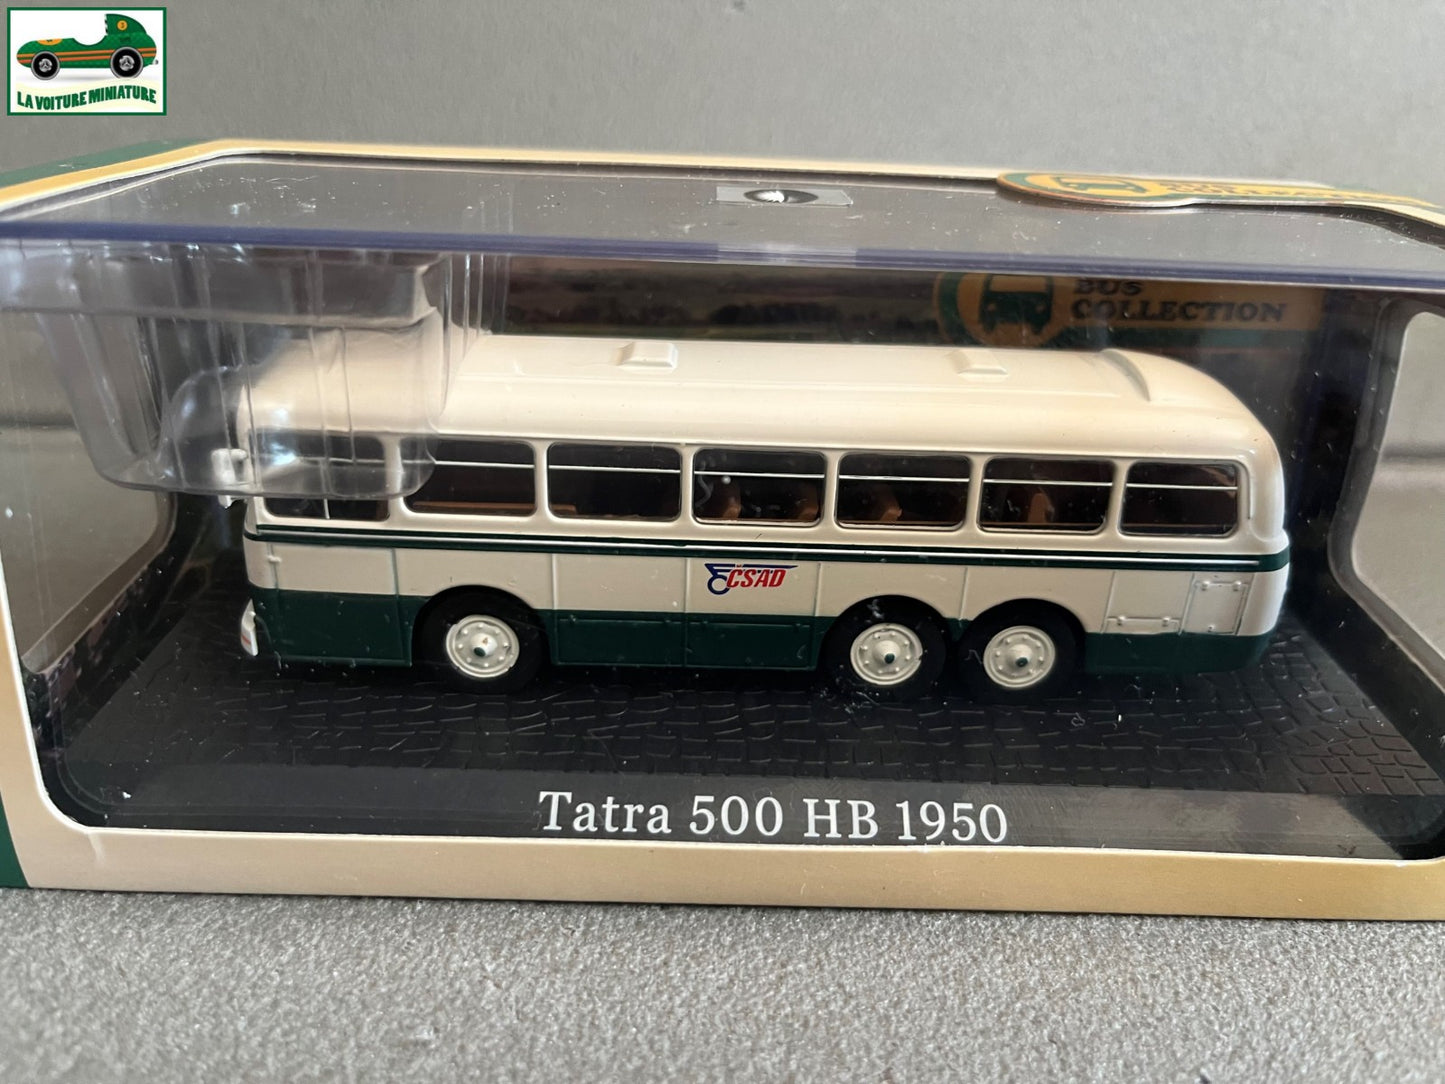 LA VOITURE MINIATURE
BUS
COLLECTION
ČSAD
Tatra 500 HB 1950